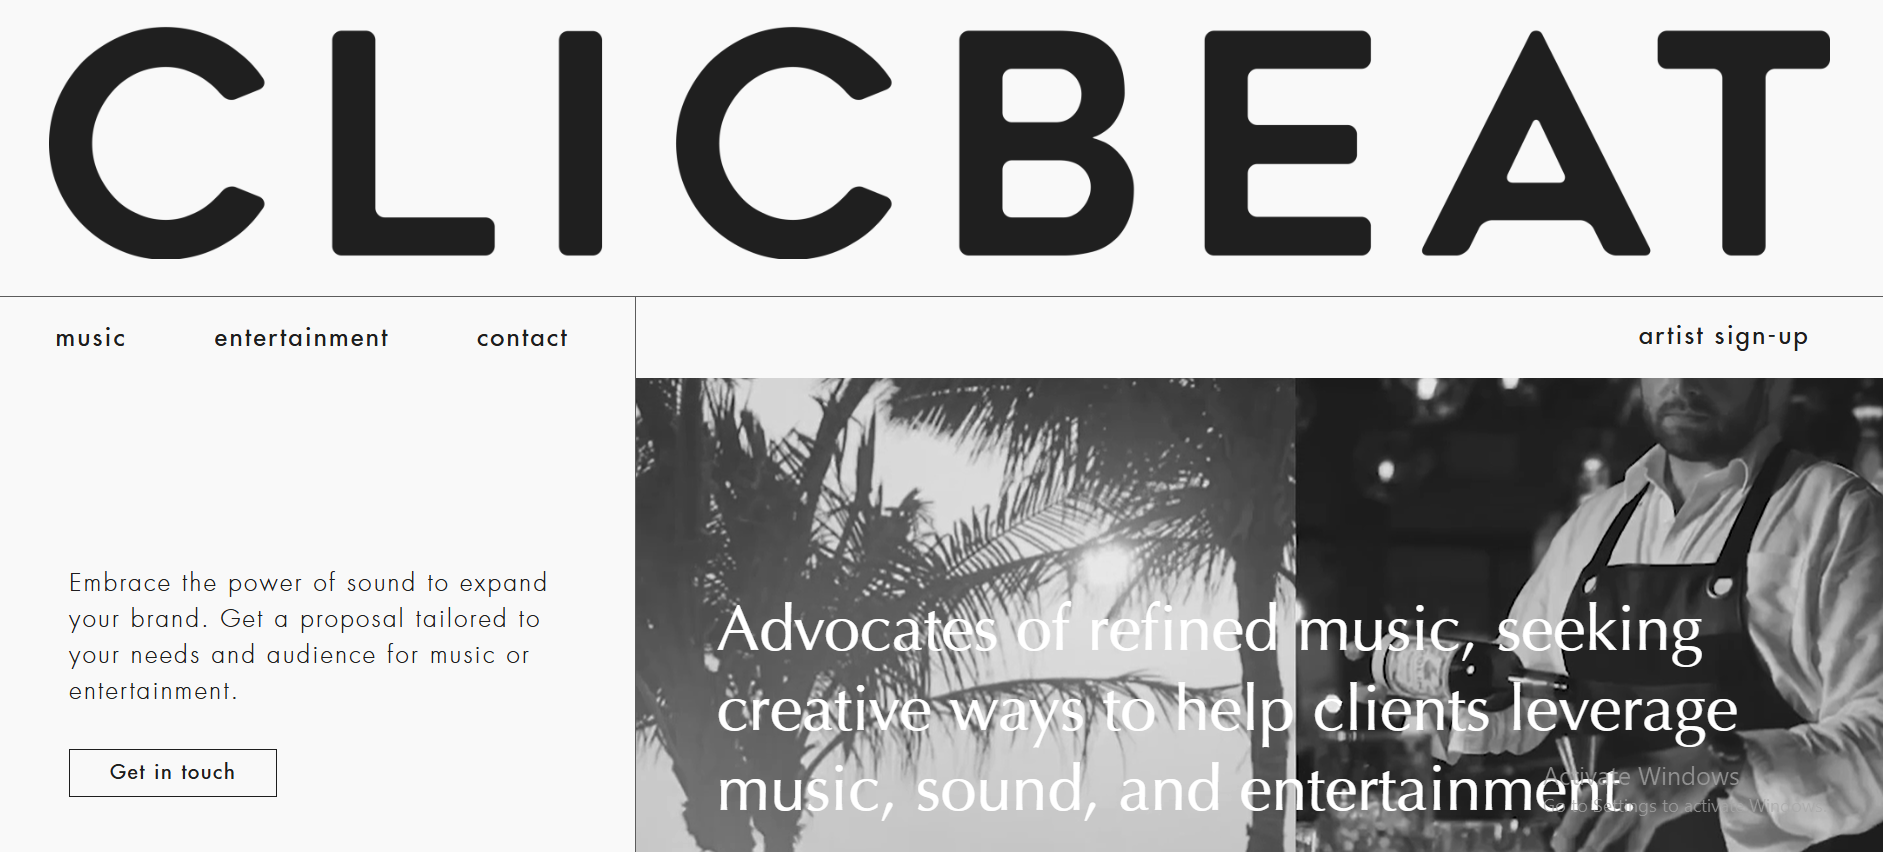 CLICBEAT
music entertainment contact
artist sign-up
Embrace the power of sound to expand
your brand. Get a proposal tailored to
your needs and audience for music or
entertainment.
Get in touch
Advocates of refined music, seeking
creative ways to help clients leverage
music, sound, and entertainment.
Activate Windows
Go to Settings to activate Windows.